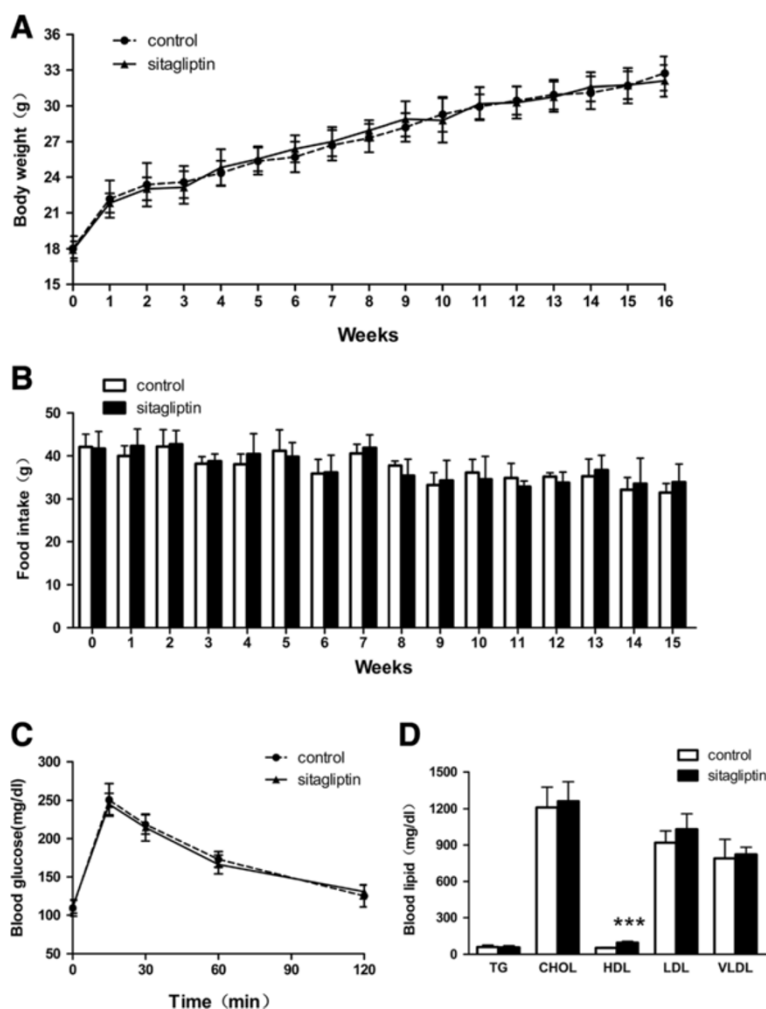 A
control
sitagliptin
Body weight (g)
33
30
27
24
21
18
15
0 1 2 3 4 5 6 7 8 9 10 11 12 13 14 15 16
Weeks
B
control
sitagliptin
Food intake (g)
50
40
30
20
10
0
0 1 2 3 4 5 6 7 8 9 10 11 12 13 14 15
Weeks
C
control
sitagliptin
Blood glucose(mg/dl)
300
250
200
150
100
50
0 30 60 90 120
Time (min)
D
control
sitagliptin
Blood lipid (mg/dl)
1500
1200
900
600
300
0
***
TG CHOL HDL LDL VLDL